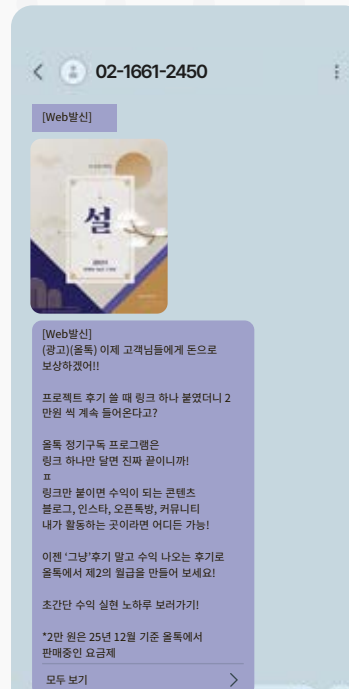 02-1661-2450
[Web발신]
설
[Web발신]
(광고)(올톡) 이제 고객님들에게 돈으로
보상하겠어!!
프로젝트 후기 쓸 때 링크 하나 붙였더니 2
만원 씩 계속 들어온다고?
올톡 정기구독 프로그램은
링크 하나만 달면 진짜 끝이니까!
ㅍ
링크만 붙이면 수익이 되는 콘텐츠
블로그, 인스타, 오픈톡방, 커뮤니티
내가 활동하는 곳이라면 어디든 가능!
이젠 '그냥'후기 말고 수익 나오는 후기로
올톡에서 제2의 월급을 만들어 보세요!
초간단 수익 실현 노하루 보러가기!
*2만 원은 25년 12월 기준 올톡에서
판매중인 요금제
모두 보기